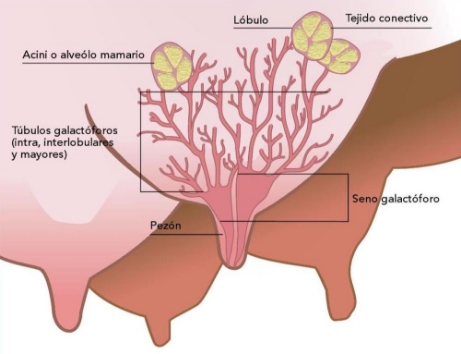 Lóbulo
Tejido conectivo
Acini o alveólo mamario
Túbulos galactóforos
(intra, interlobulares
y mayores)
Seno galactóforo
Pezón